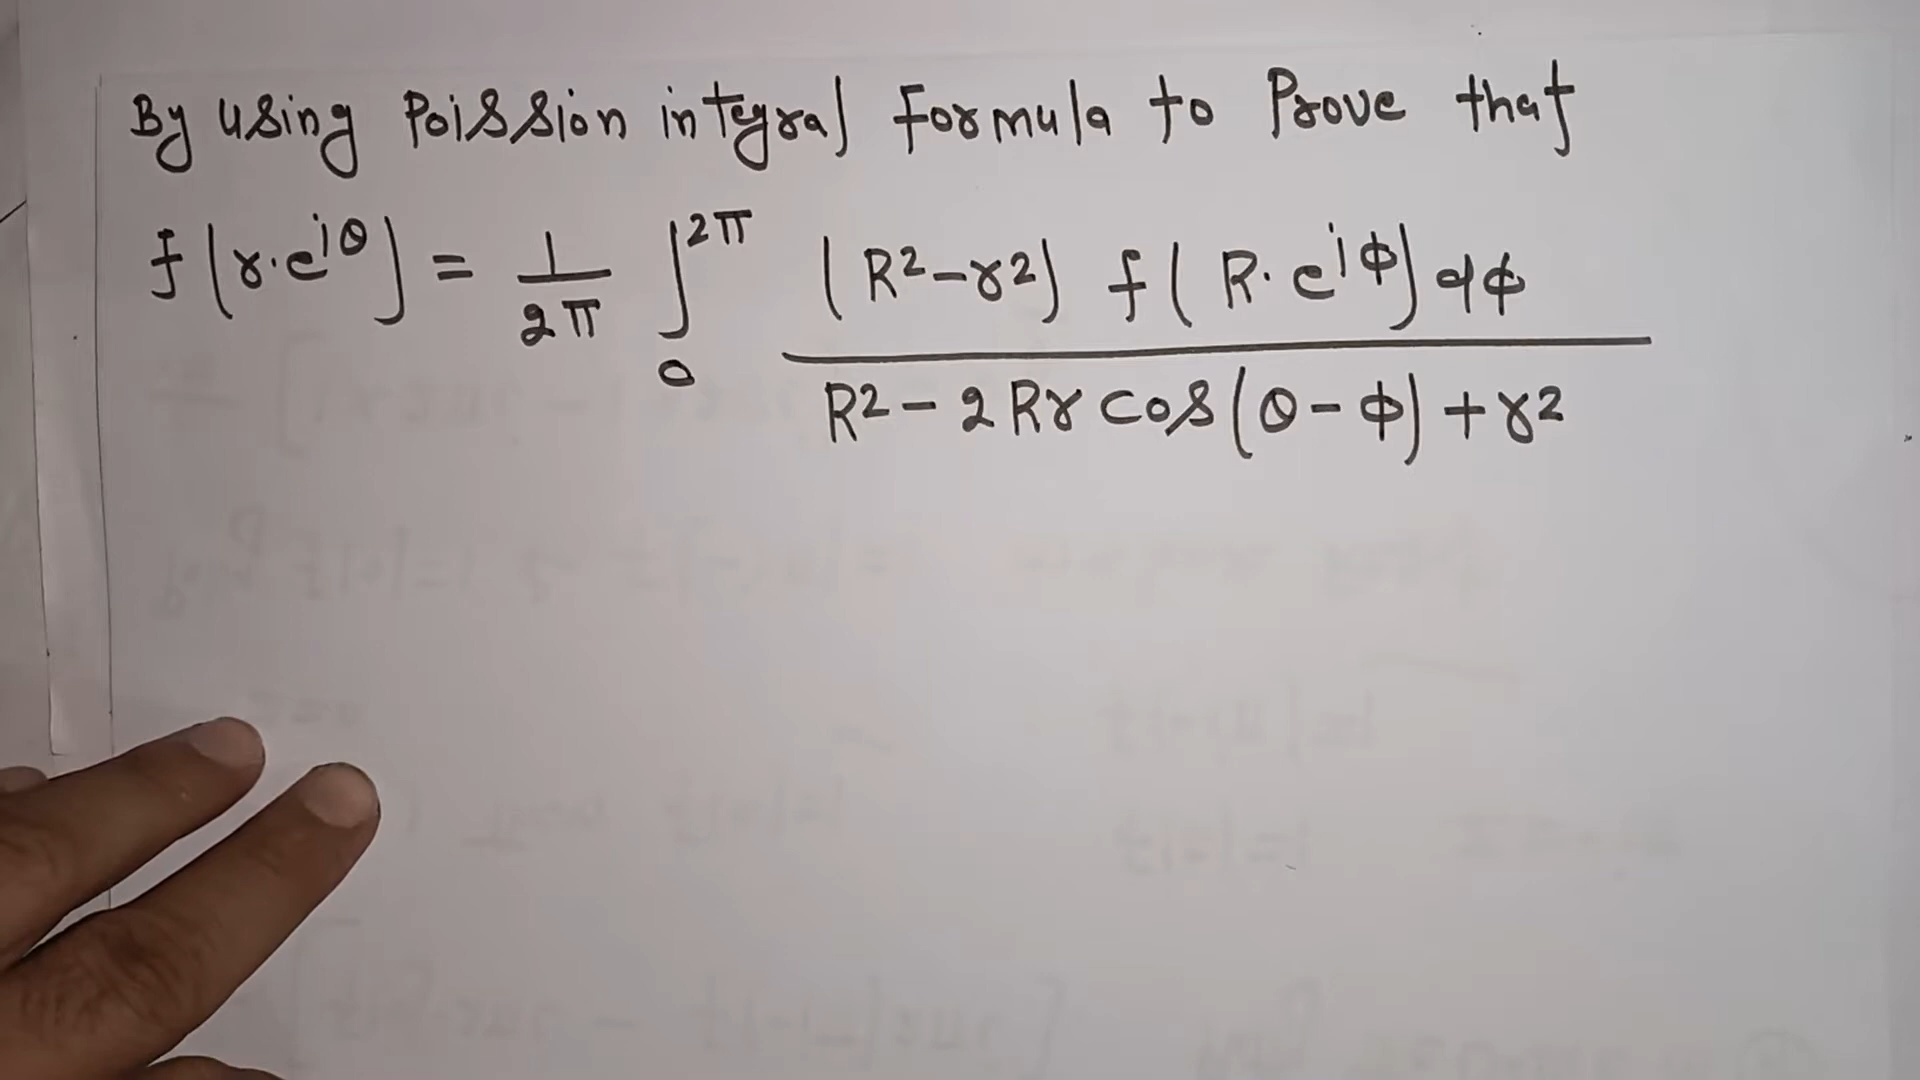 By using Poission integral Formula to Prove that
f(r.e^{iθ}) = 1/2π ∫_0^{2π} (R²-r²) f(R.e^{iϕ}) dϕ / R² - 2Rr cos(θ-ϕ) + r²